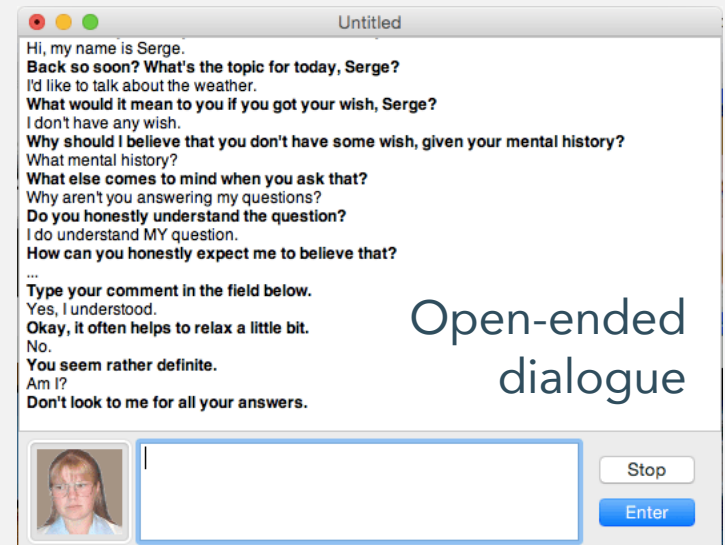 Untitled
Hi, my name is Serge.
Back so soon? What's the topic for today, Serge?
I'd like to talk about the weather.
What would it mean to you if you got your wish, Serge?
I don't have any wish.
Why should I believe that you don't have some wish, given your mental history?
What mental history?
What else comes to mind when you ask that?
Why aren't you answering my questions?
Do you honestly understand the question?
I do understand MY question.
How can you honestly expect me to believe that?
...
Type your comment in the field below.
Yes, I understood.
Okay, it often helps to relax a little bit.
No.
You seem rather definite.
Am I?
Don't look to me for all your answers.
Open-ended
dialogue
Stop
Enter